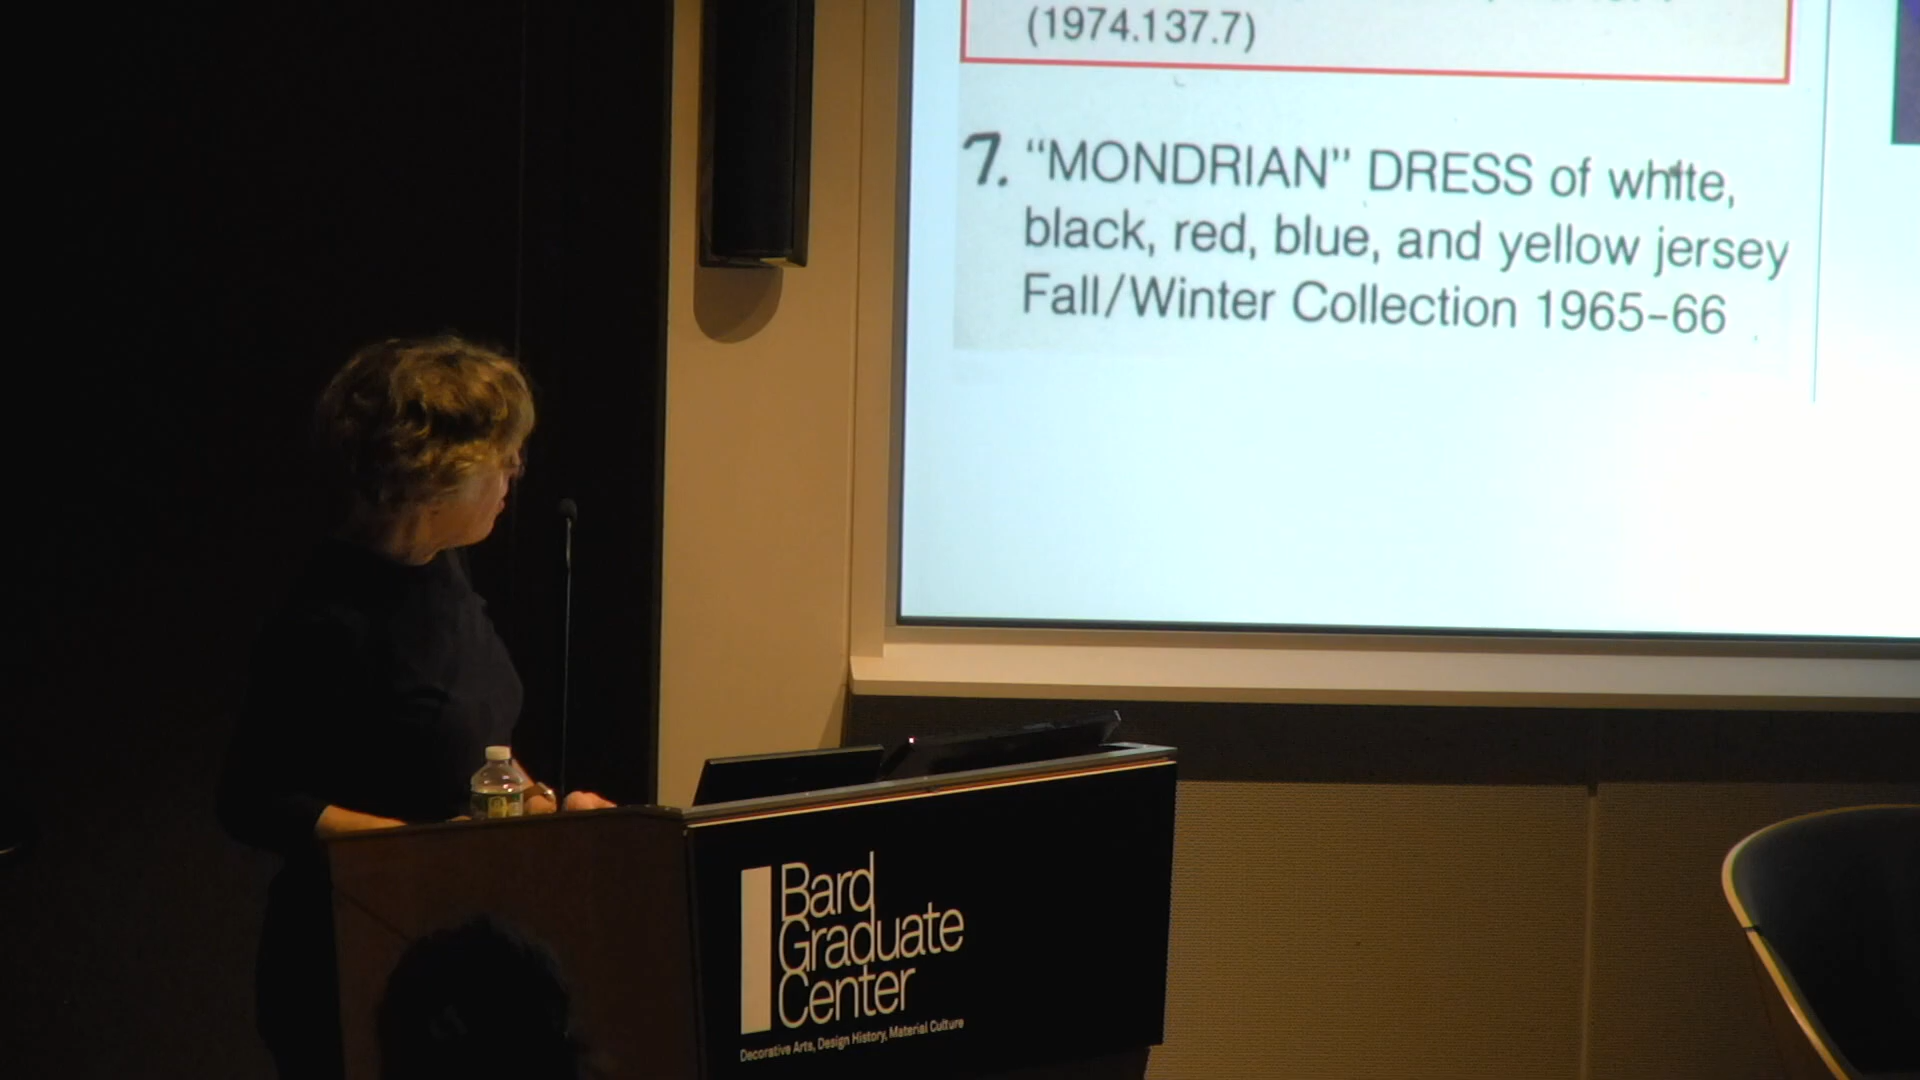 (1974.137.7)
7. “MONDRIAN” DRESS of white,
black, red, blue, and yellow jersey
Fall/Winter Collection 1965–66
Bard
Graduate
Center
Decorative Arts, Design History, Material Culture